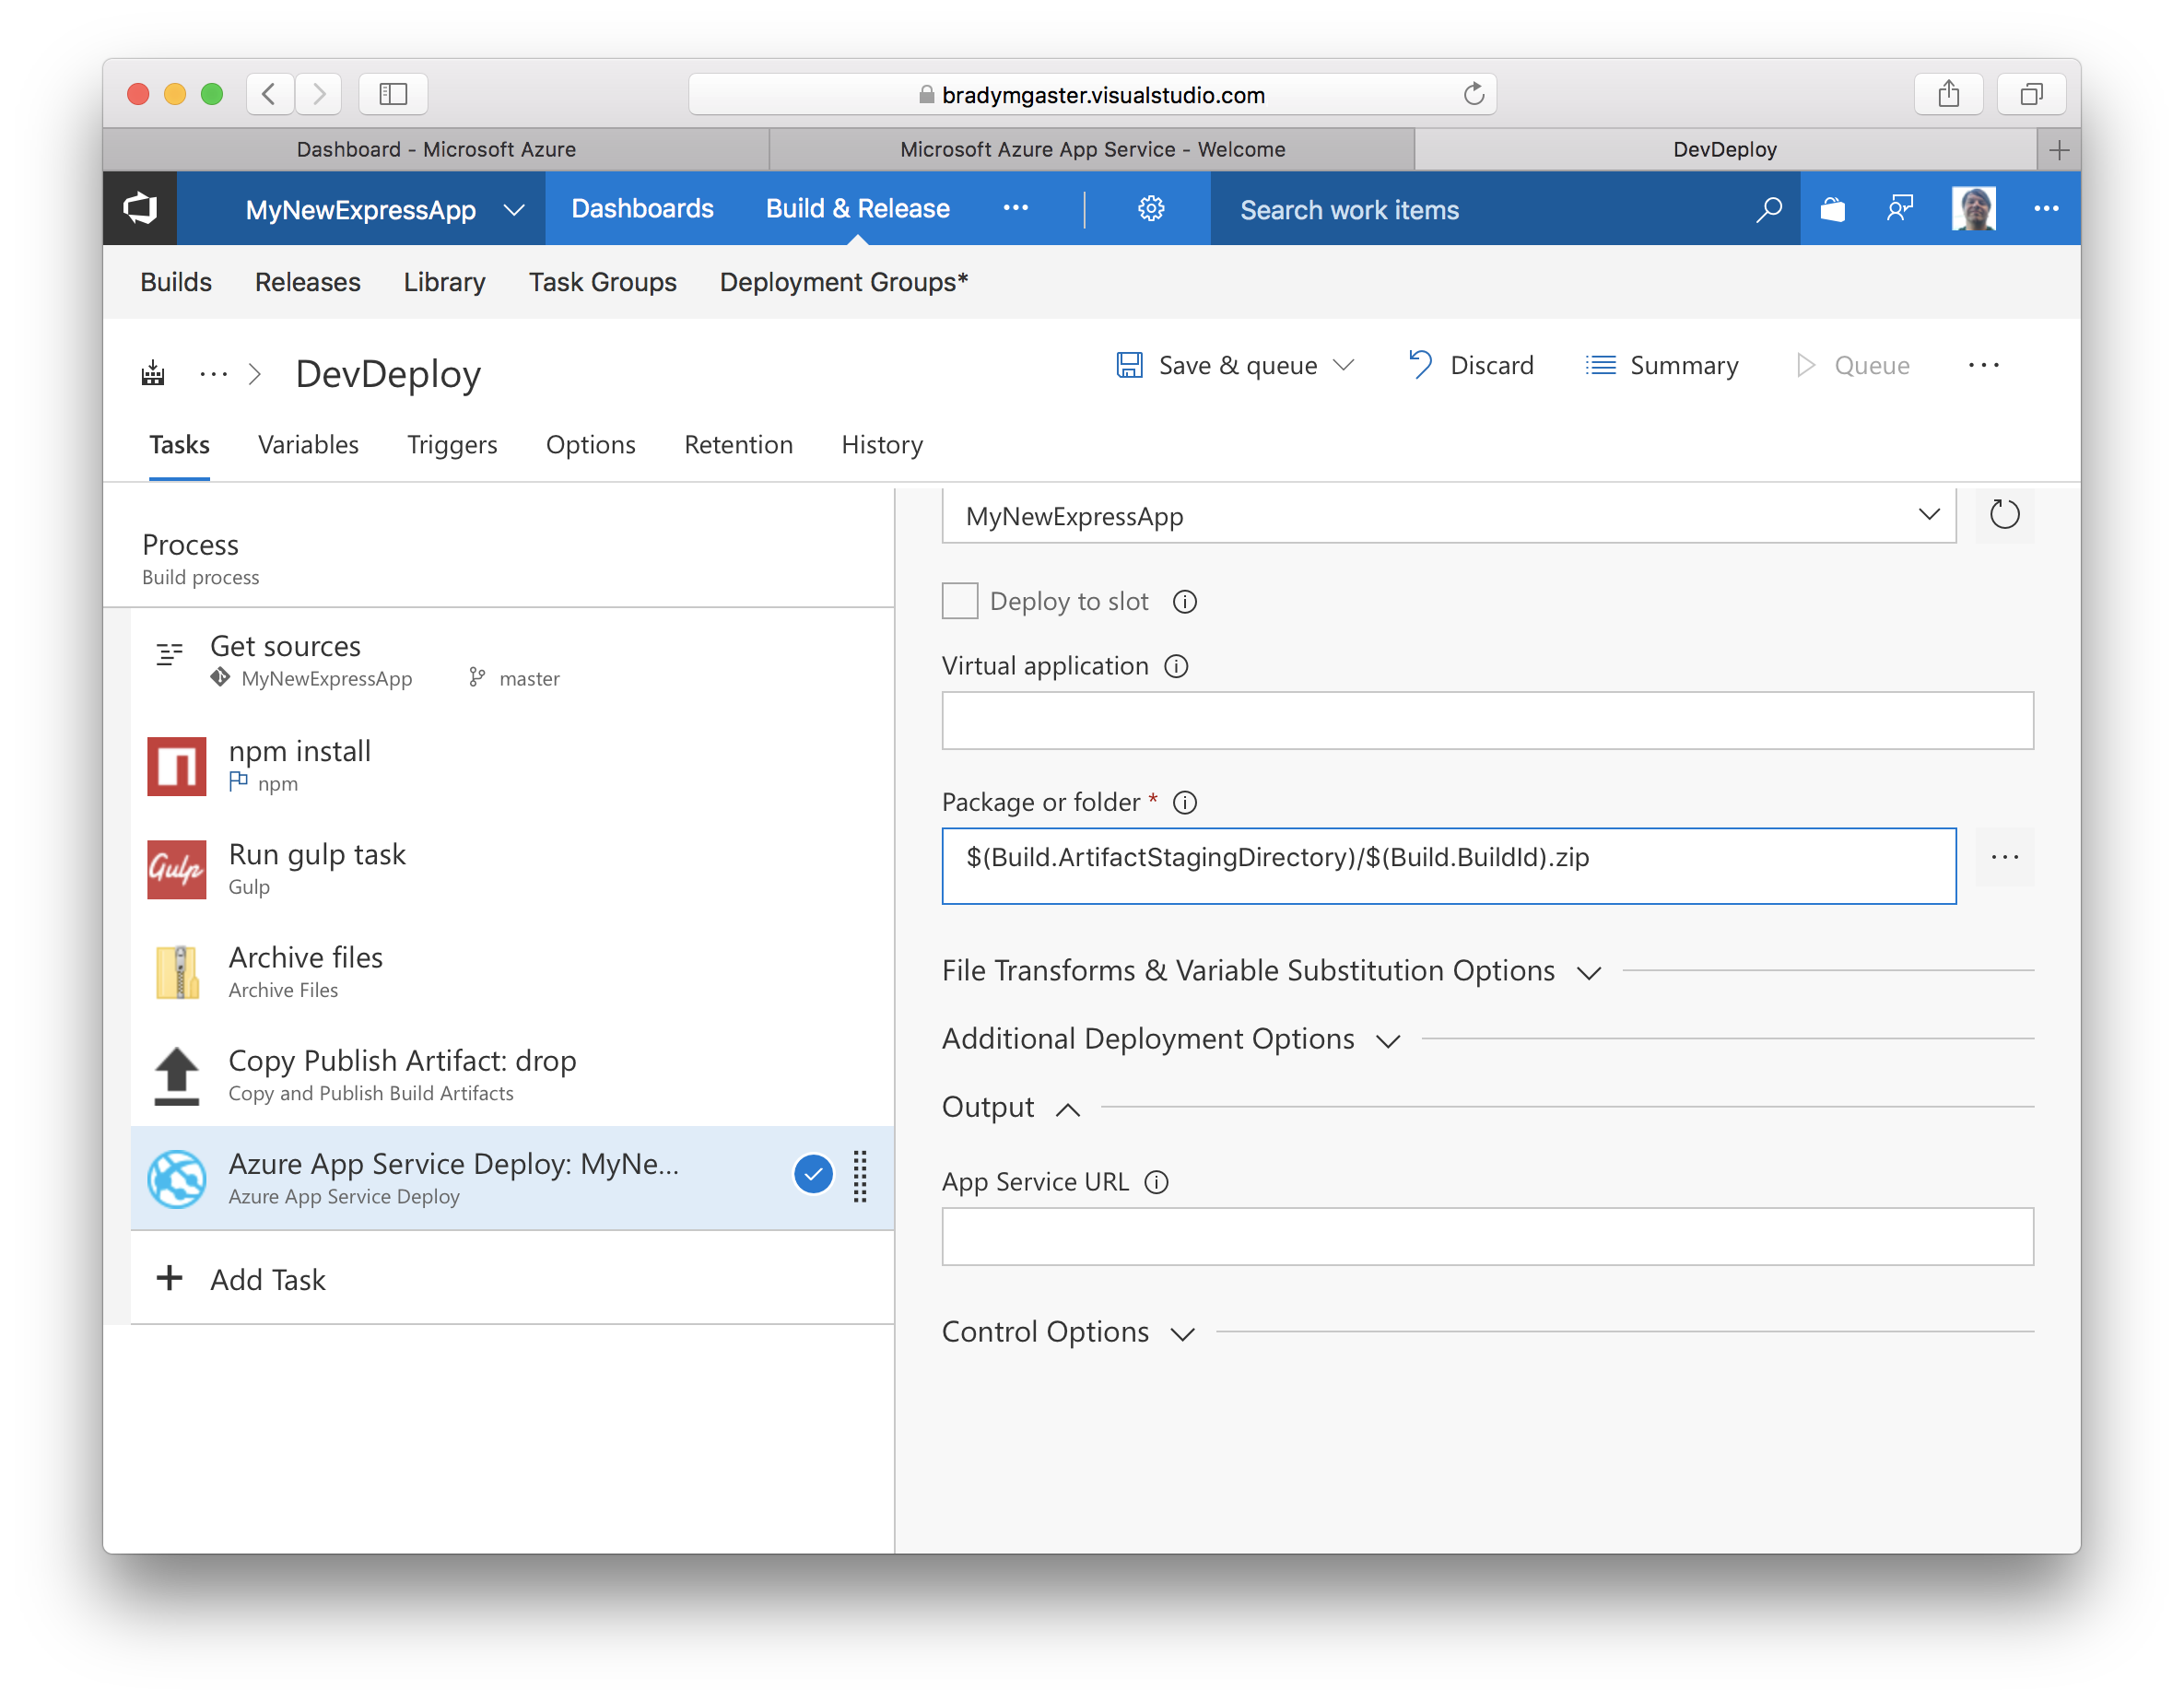 bradymgaster.visualstudio.com
Dashboard - Microsoft Azure
Microsoft Azure App Service - Welcome
DevDeploy
MyNewExpressApp
Dashboards
Build & Release
Search work items
Builds
Releases
Library
Task Groups
Deployment Groups*
DevDeploy
Save & queue
Discard
Summary
Queue
Tasks
Variables
Triggers
Options
Retention
History
Process
Build process
Get sources
MyNewExpressApp
master
npm install
npm
Run gulp task
Gulp
Gulp
Archive files
Archive Files
Copy Publish Artifact: drop
Copy and Publish Build Artifacts
Azure App Service Deploy: MyNe...
Azure App Service Deploy
Add Task
MyNewExpressApp
Deploy to slot
Virtual application
Package or folder *
$(Build.ArtifactStagingDirectory)/$(Build.BuildId).zip
File Transforms & Variable Substitution Options
Additional Deployment Options
Output
App Service URL
Control Options